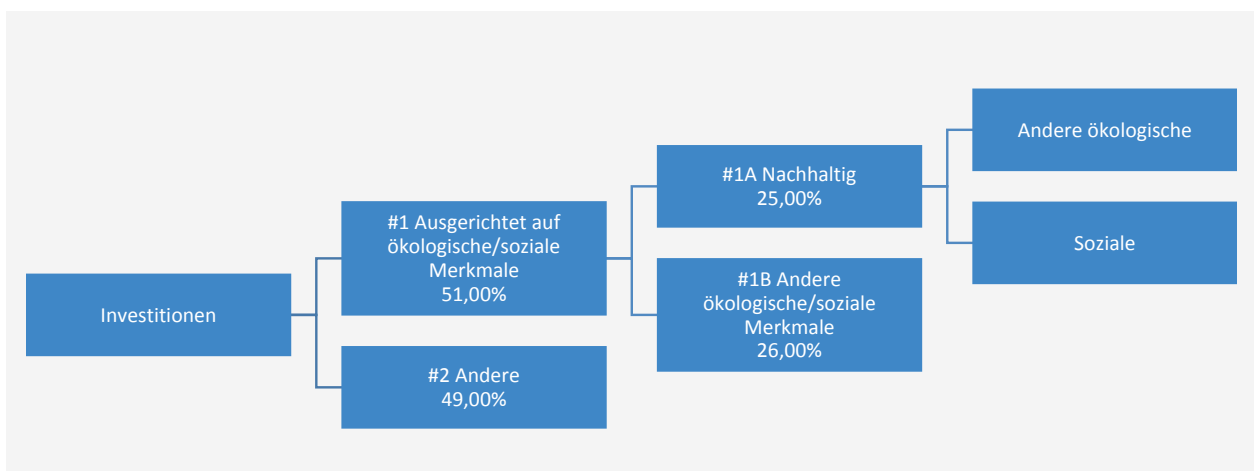 Investitionen
#1 Ausgerichtet auf
ökologische/soziale
Merkmale
51,00%
#2 Andere
49,00%
#1A Nachhaltig
25,00%
#1B Andere
ökologische/soziale
Merkmale
26,00%
Andere ökologische
Soziale